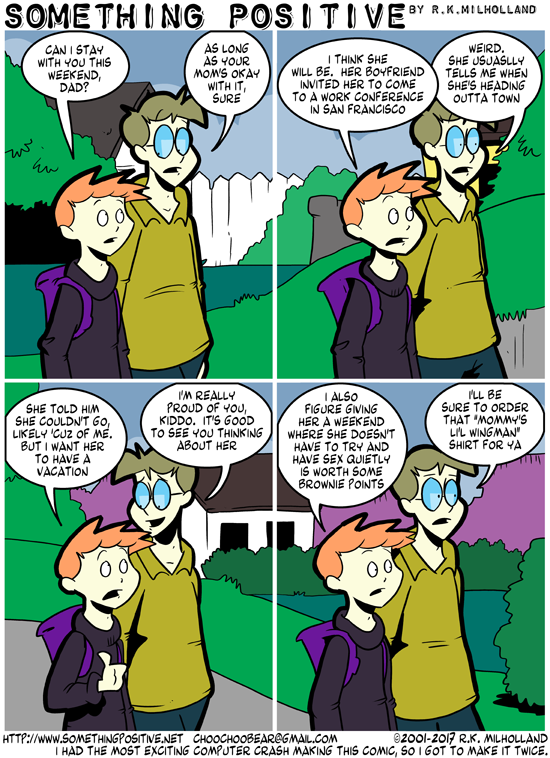 SOMETHING POSITIVE BY R.K.MILHOLLAND
CAN I STAY
WITH YOU THIS
WEEKEND,
DAD?
AS LONG
AS YOUR
MOM'S OKAY
WITH IT,
SURE
I THINK SHE
WILL BE. HER BOYFRIEND
INVITED HER TO COME
TO A WORK CONFERENCE
IN SAN FRANCISCO
WEIRD.
SHE USUASLLY
TELLS ME WHEN
SHE'S HEADING
OUTTA TOWN
SHE TOLD HIM
SHE COULDN'T GO,
LIKELY 'CUZ OF ME.
BUT I WANT HER
TO HAVE A
VACATION
I'M REALLY
PROUD OF YOU,
KIDDO. IT'S GOOD
TO SEE YOU THINKING
ABOUT HER
I ALSO
FIGURE GIVING
HER A WEEKEND
WHERE SHE DOESN'T
HAVE TO TRY AND
HAVE SEX QUIETLY
IS WORTH SOME
BROWNIE POINTS
I'LL BE
SURE TO ORDER
THAT "MOMMY'S
LI'L WINGMAN"
SHIRT FOR YA
HTTP://WWW.SOMETHINGPOSITIVE.NET CHOOCHOOBEAR@GMAIL.COM ©2001-2017 R.K. MILHOLLAND
I HAD THE MOST EXCITING COMPUTER CRASH MAKING THIS COMIC, SO I GOT TO MAKE IT TWICE.